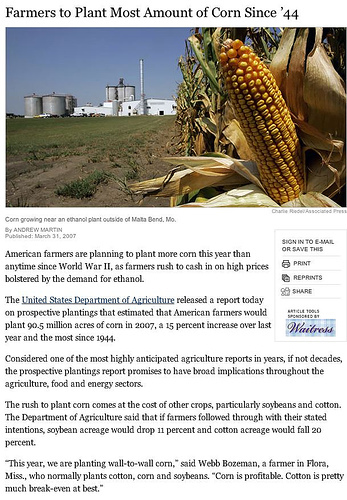 Farmers to Plant Most Amount of Corn Since '44
Charlie Riedel/Associated Press
Corn growing near an ethanol plant outside of Malta Bend, Mo.
By ANDREW MARTIN
Published: March 31, 2007
SIGN IN TO E-MAIL
OR SAVE THIS
PRINT
REPRINTS
SHARE
ARTICLE TOOLS
SPONSORED BY
Waitress
American farmers are planning to plant more corn this year than
anytime since World War II, as farmers rush to cash in on high prices
bolstered by the demand for ethanol.
The United States Department of Agriculture released a report today
on prospective plantings that estimated that American farmers would
plant 90.5 million acres of corn in 2007, a 15 percent increase over last
year and the most since 1944.
Considered one of the most highly anticipated agriculture reports in years, if not decades,
the prospective plantings report promises to have broad implications throughout the
agriculture, food and energy sectors.
The rush to plant corn comes at the cost of other crops, particularly soybeans and cotton.
The Department of Agriculture said that if farmers followed through with their stated
intentions, soybean acreage would drop 11 percent and cotton acreage would fall 20
percent.
"This year, we are planting wall-to-wall corn," said Webb Bozeman, a farmer in Flora,
Miss., who normally plants cotton, corn and soybeans. "Corn is profitable. Cotton is pretty
much break-even at best."